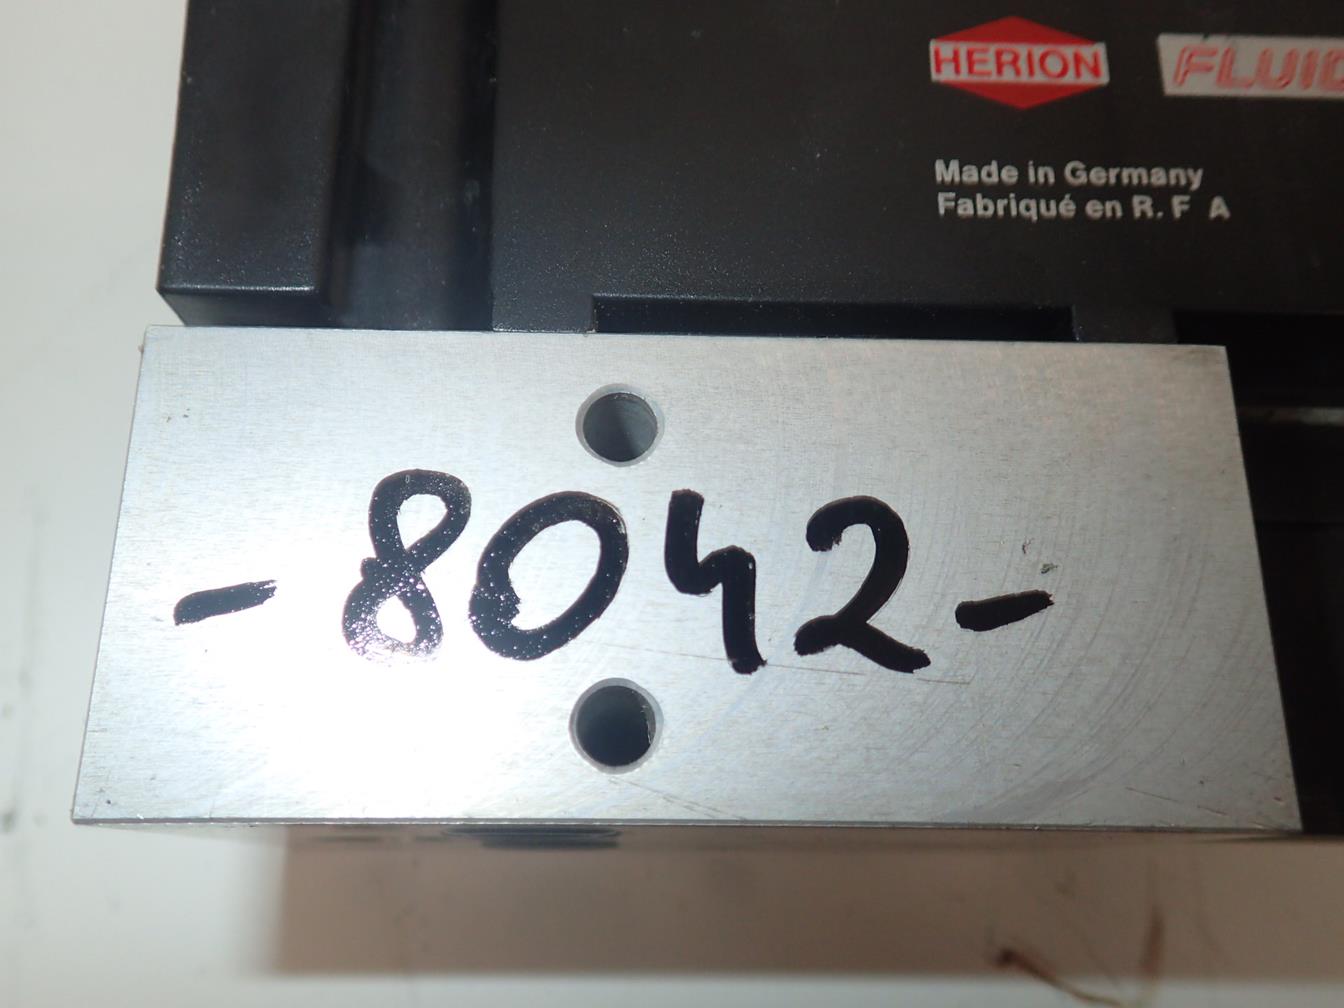 HERION
Made in Germany
Fabriqué en R. F A
-8042-